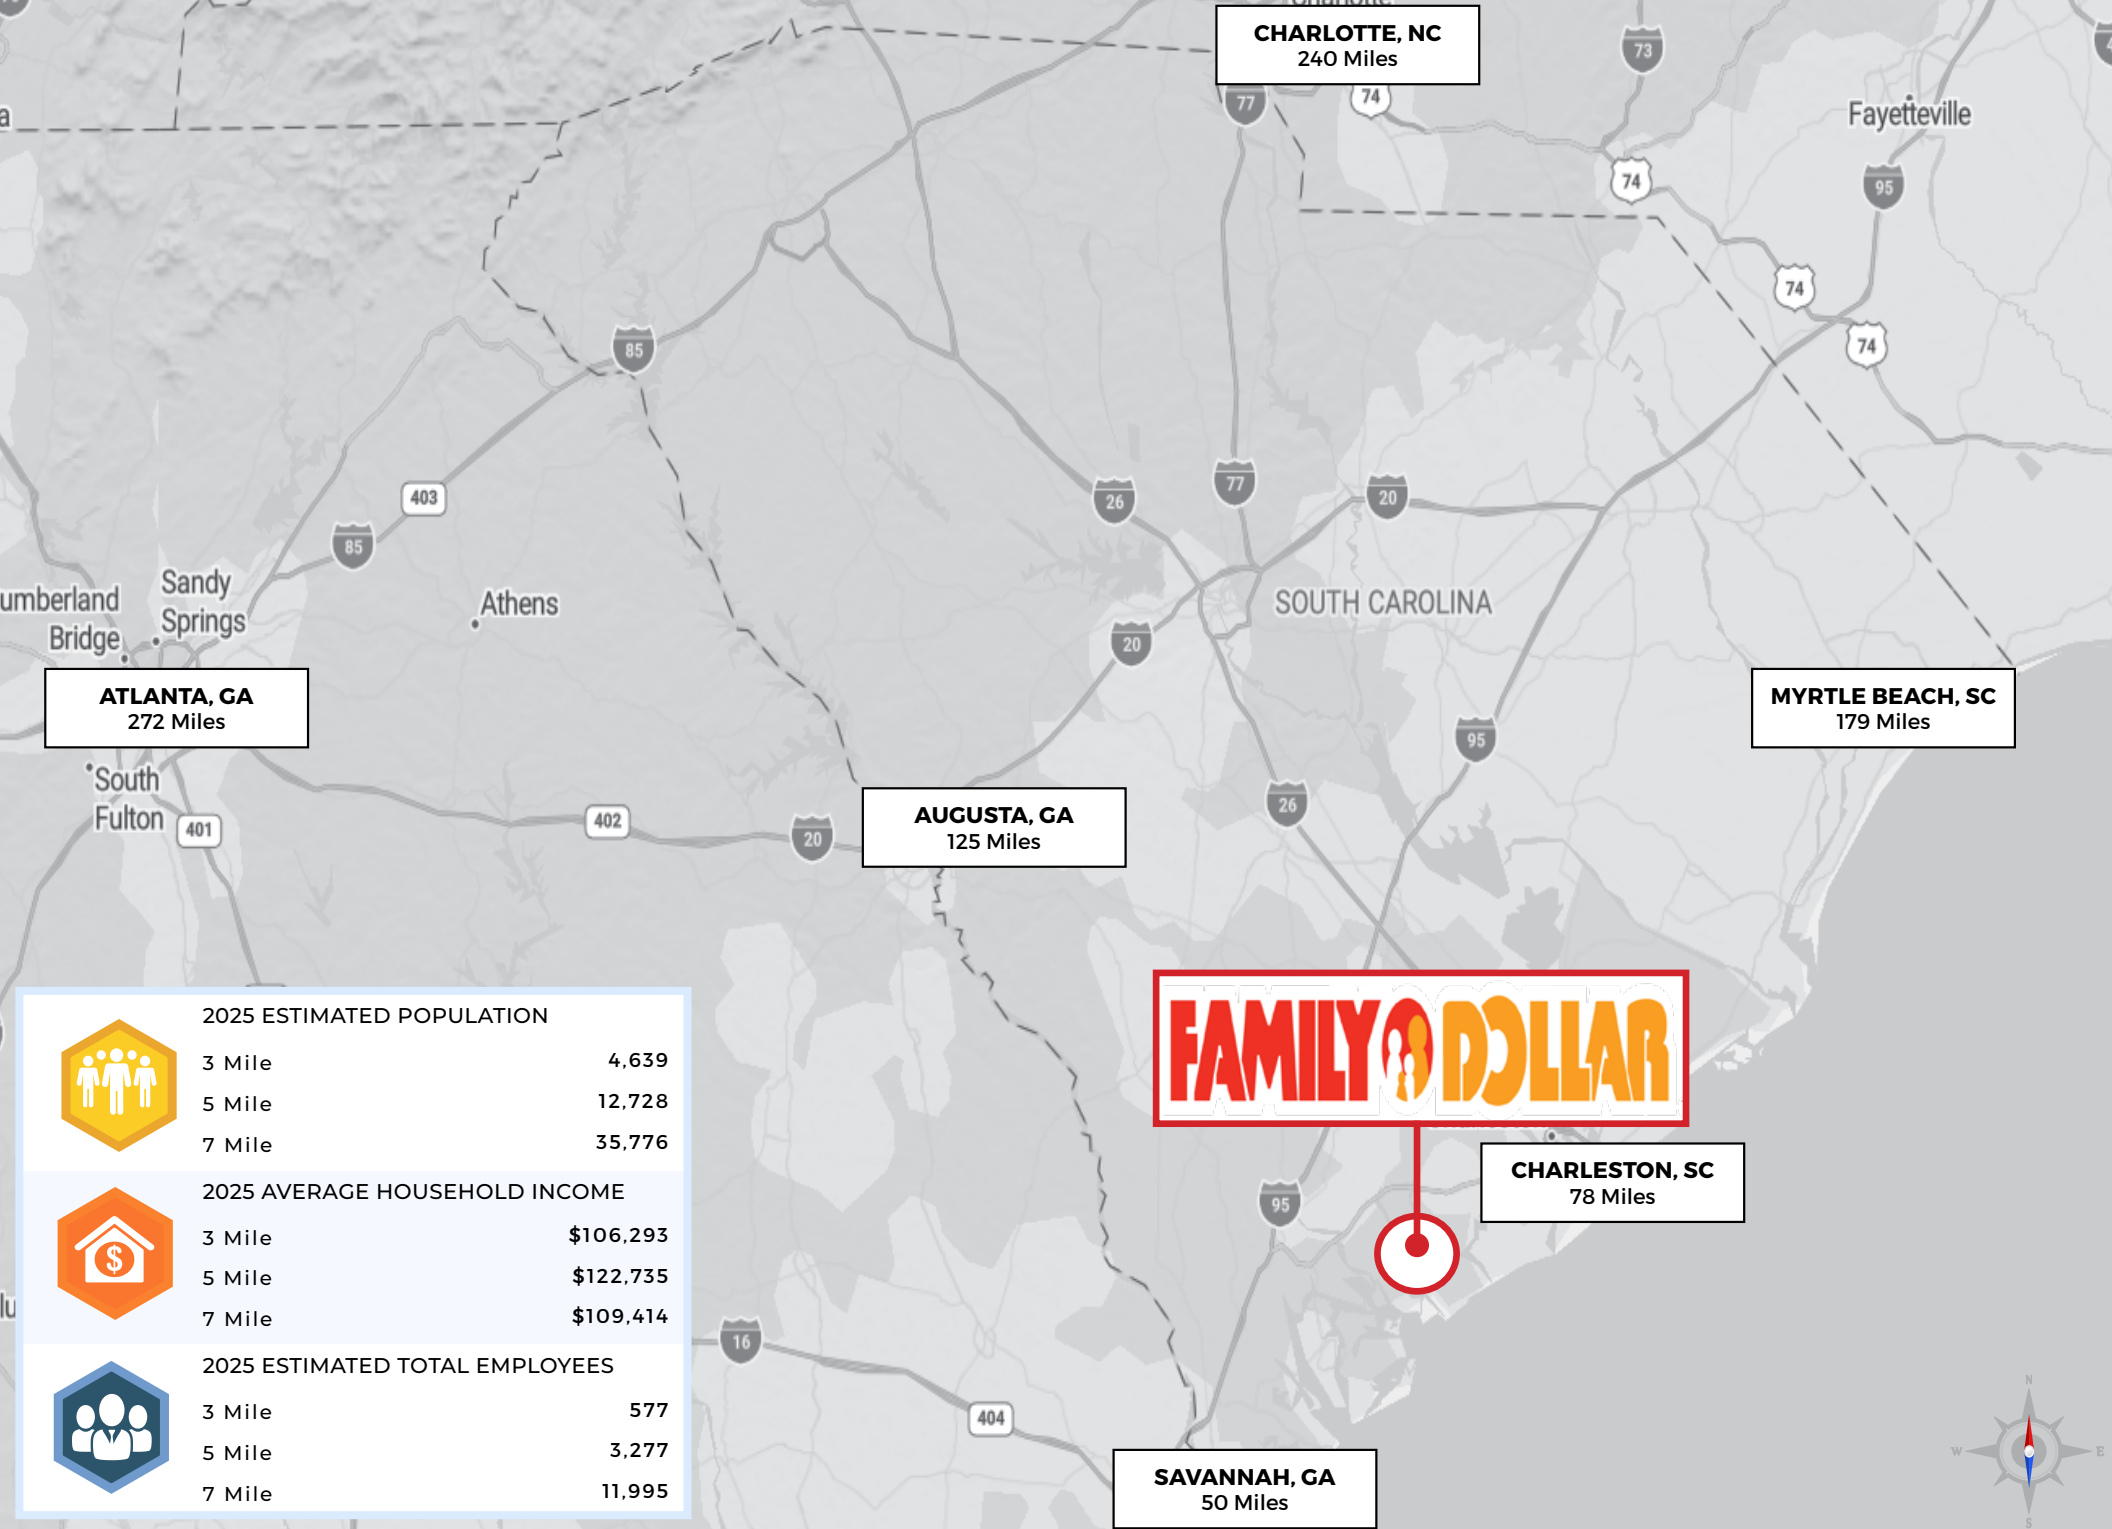 CHARLOTTE, NC
240 Miles
73
77
74
Fayetteville
74
95
74
74
85
403
85
26
77
20
Sandy
Springs
umberland
Bridge
Athens
SOUTH CAROLINA
20
ATLANTA, GA
272 Miles
MYRTLE BEACH, SC
179 Miles
95
South
Fulton
401
402
20
AUGUSTA, GA
125 Miles
26
FAMILY DOLLAR
CHARLESTON, SC
78 Miles
95
2025 ESTIMATED POPULATION
3 Mile 4,639
5 Mile 12,728
7 Mile 35,776
2025 AVERAGE HOUSEHOLD INCOME
3 Mile $106,293
5 Mile $122,735
7 Mile $109,414
2025 ESTIMATED TOTAL EMPLOYEES
3 Mile 577
5 Mile 3,277
7 Mile 11,995
$
lu
16
404
SAVANNAH, GA
50 Miles
N
W
E
S